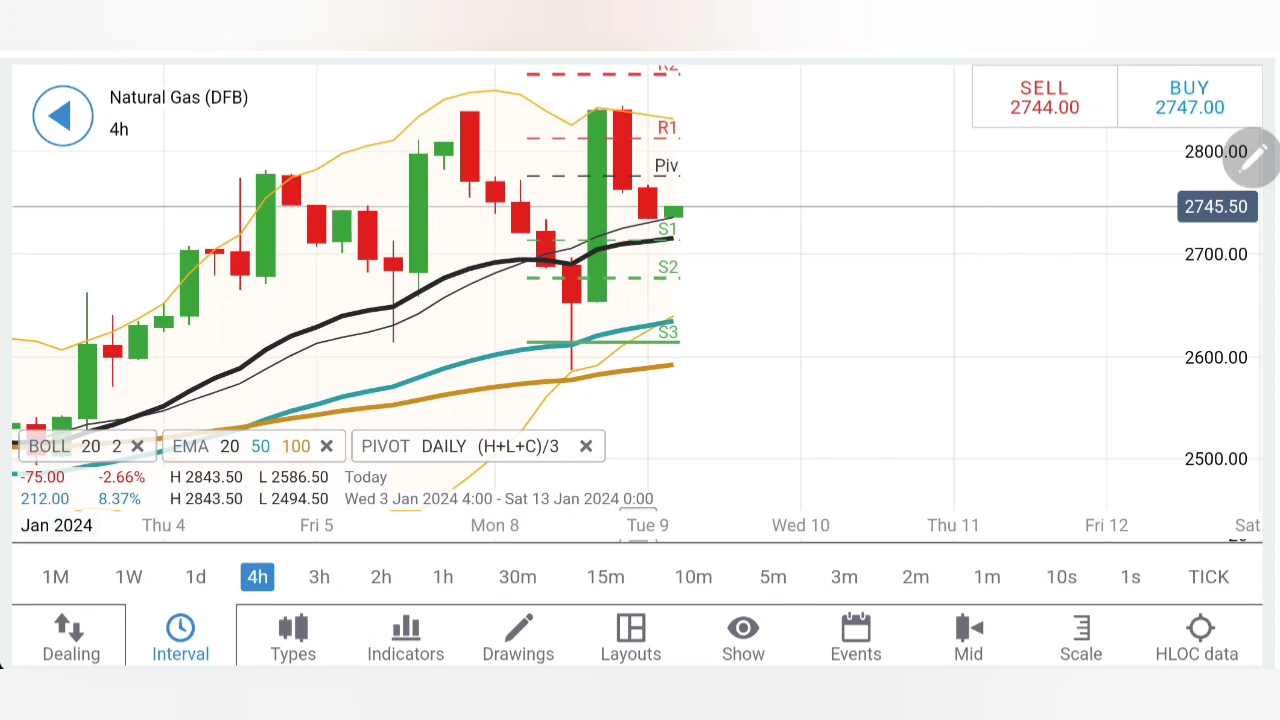 Natural Gas (DFB)
4h
SELL
2744.00
BUY
2747.00
R2
R1
Piv
S1
S2
S3
2800.00
2745.50
2700.00
2600.00
2500.00
BOLL 20 2
EMA 20 50 100
PIVOT DAILY (H+L+C)/3
-75.00 -2.66% H 2843.50 L 2586.50 Today
212.00 8.37% H 2843.50 L 2494.50 Wed 3 Jan 2024 4:00 - Sat 13 Jan 2024 0:00
Jan 2024 Thu 4 Fri 5 Mon 8 Tue 9 Wed 10 Thu 11 Fri 12 Sat
1M 1W 1d 4h 3h 2h 1h 30m 15m 10m 5m 3m 2m 1m 10s 1s TICK
Dealing Interval Types Indicators Drawings Layouts Show Events Mid Scale HLOC data